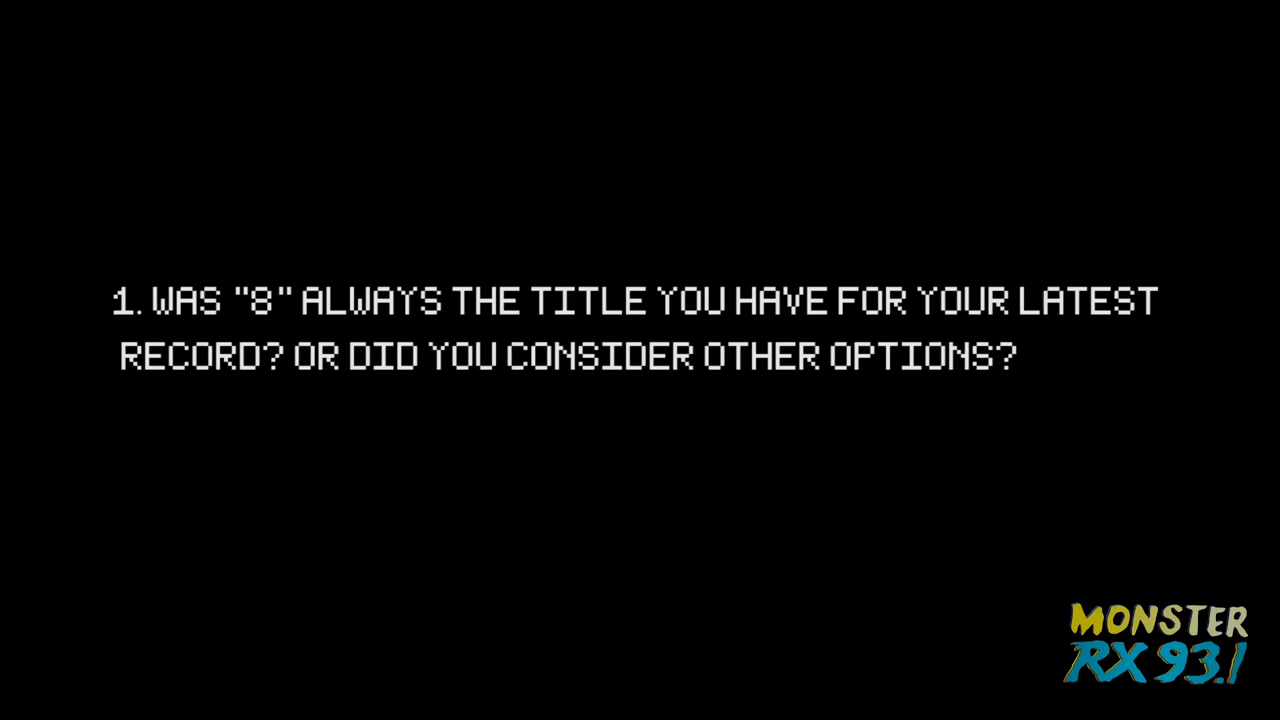 1. WAS "8" ALWAYS THE TITLE YOU HAVE FOR YOUR LATEST
RECORD? OR DID YOU CONSIDER OTHER OPTIONS?
MONSTER
RX 93.1